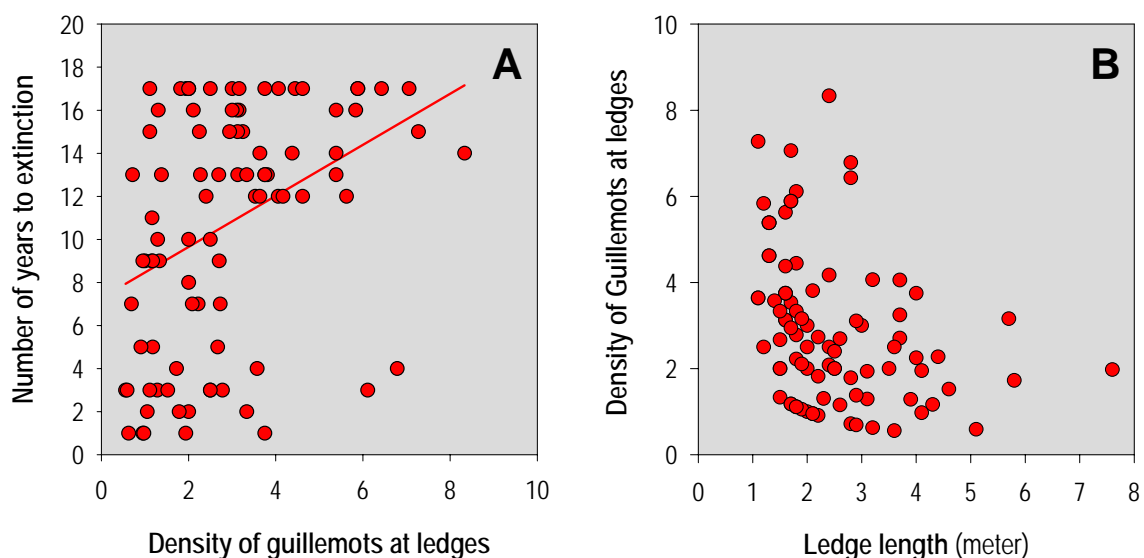 A
Number of years to extinction
20
18
16
14
12
10
8
6
4
2
0
0 2 4 6 8 10
Density of guillemots at ledges
B
Density of Guillemots at ledges
10
8
6
4
2
0
0 1 2 3 4 5 6 7 8
Ledge length (meter)